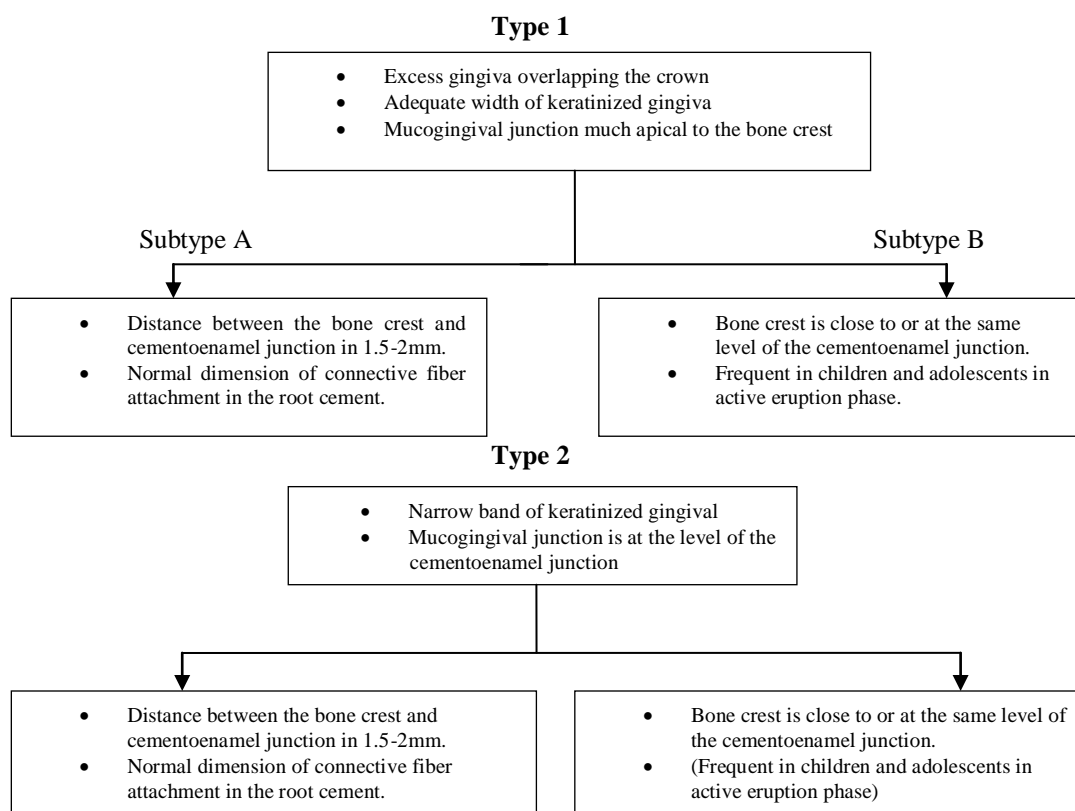 Type 1
• Excess gingiva overlapping the crown
• Adequate width of keratinized gingiva
• Mucogingival junction much apical to the bone crest
Subtype A
Subtype B
• Distance between the bone crest and
cementoenamel junction in 1.5-2mm.
• Normal dimension of connective fiber
attachment in the root cement.
• Bone crest is close to or at the same
level of the cementoenamel junction.
• Frequent in children and adolescents in
active eruption phase.
Type 2
• Narrow band of keratinized gingival
• Mucogingival junction is at the level of the
cementoenamel junction
• Distance between the bone crest and
cementoenamel junction in 1.5-2mm.
• Normal dimension of connective fiber
attachment in the root cement.
• Bone crest is close to or at the same level of
the cementoenamel junction.
• (Frequent in children and adolescents in
active eruption phase)